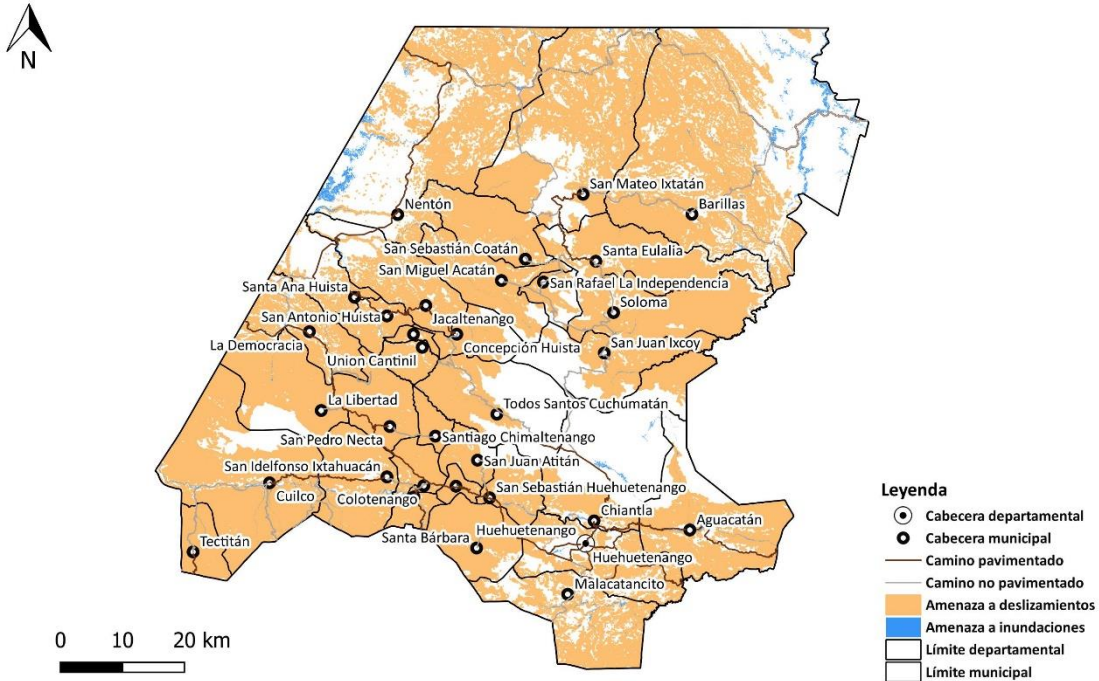 N
San Mateo Ixtatán
Barillas
Nentón
San Sebastián Coatán
Santa Eulalia
San Miguel Acatán
San Rafael La Independencia
Santa Ana Huista
Soloma
San Antonio Huista
Jacaltenango
La Democracia
Concepción Huista
San Juan Ixcoy
Union Cantinil
La Libertad
Todos Santos Cuchumatán
San Pedro Necta
Santiago Chimaltenango
San Juan Atitán
San Idelfonso Ixtahuacán
Cuilco
Colotenango
San Sebastián Huehuetenango
Chiantla
Aguacatán
Huehuetenango
Santa Bárbara
Huehuetenango
Tectitán
Malacatancito
0 10 20 km
Leyenda
Cabecera departamental
Cabecera municipal
Camino pavimentado
Camino no pavimentado
Amenaza a deslizamientos
Amenaza a inundaciones
Límite departamental
Límite municipal